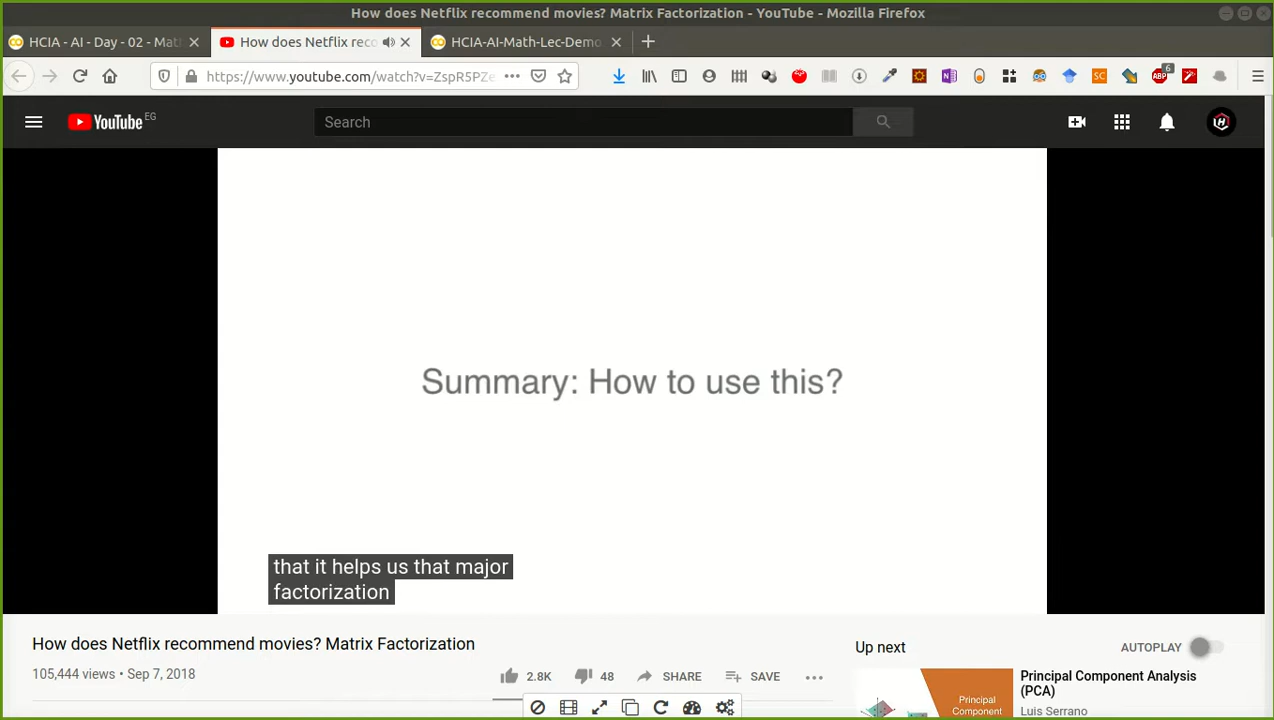 How does Netflix recommend movies? Matrix Factorization - YouTube - Mozilla Firefox
HCIA - AI - Day - 02 - Mat
How does Netflix reco
HCIA-AI-Math-Lec-Demo
https://www.youtube.com/watch?v=ZspR5PZe
SC
ABP
6
YouTube EG
Search
Summary: How to use this?
that it helps us that major
factorization
How does Netflix recommend movies? Matrix Factorization
105,444 views • Sep 7, 2018
2.8K
48
SHARE
SAVE
Up next
AUTOPLAY
Principal
Component
Principal Component Analysis
(PCA)
Luis Serrano